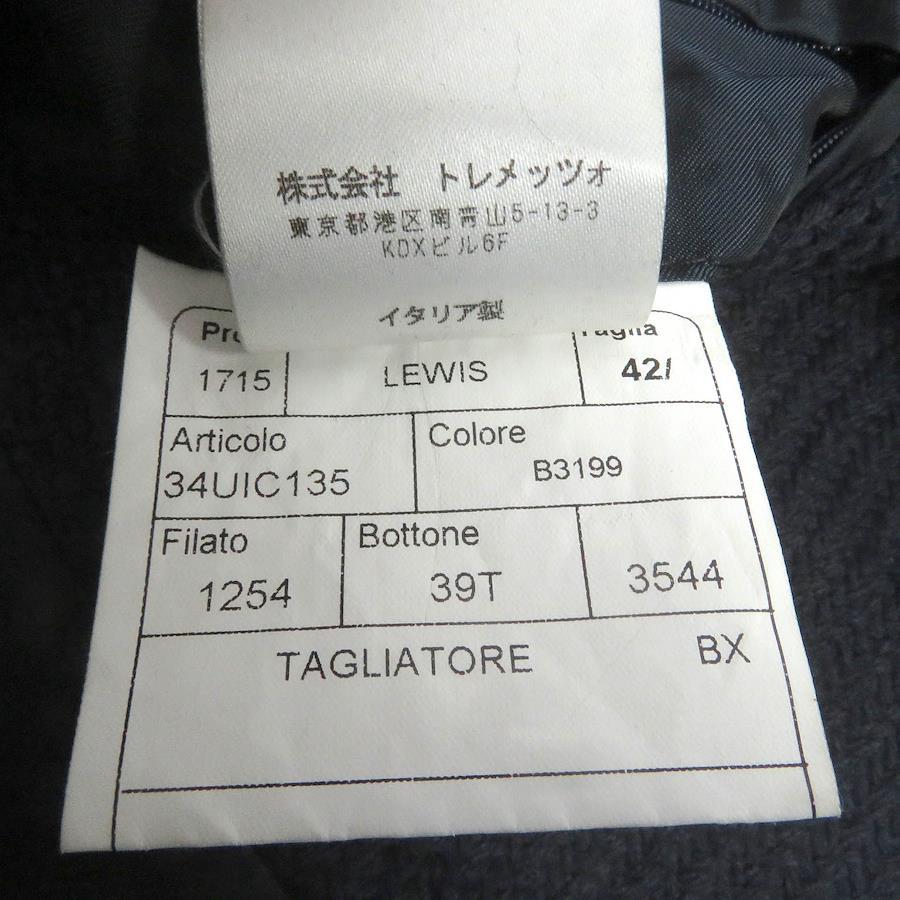 株式会社 トレメッツォ
東京都港区南青山5-13-3
KDXビル6F
イタリア製
Taglia
1715 LEWIS 42/
Articolo Colore
34UIC135 B3199
Filato Bottone
1254 39T 3544
TAGLIATORE BX